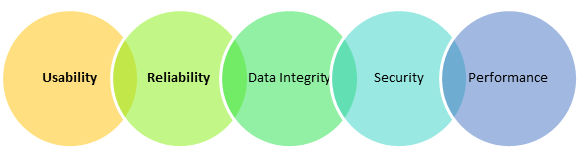 Usability
Reliability
Data Integrity
Security
Performance